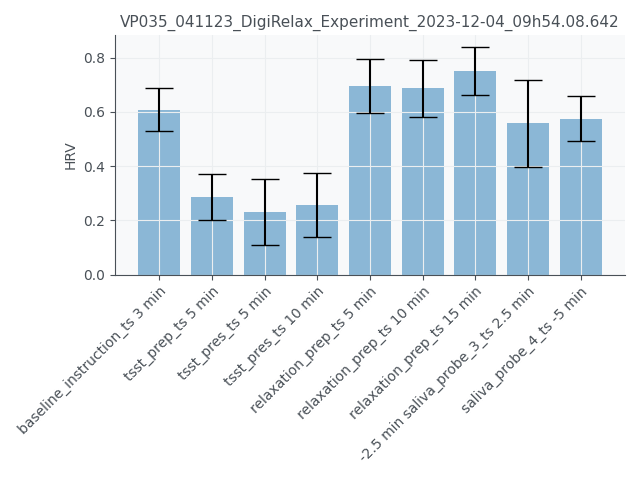 VP035_041123_DigiRelax_Experiment_2023-12-04_09h54.08.642
HRV
0.8
0.6
0.4
0.2
0.0
baseline_instruction_ts 3 min
tsst_prep_ts 5 min
tsst_pres_ts 5 min
tsst_pres_ts 10 min
relaxation_prep_ts 5 min
relaxation_prep_ts 10 min
relaxation_prep_ts 15 min
-2.5 min saliva_probe_3_ts 2.5 min
saliva_probe_4_ts -5 min